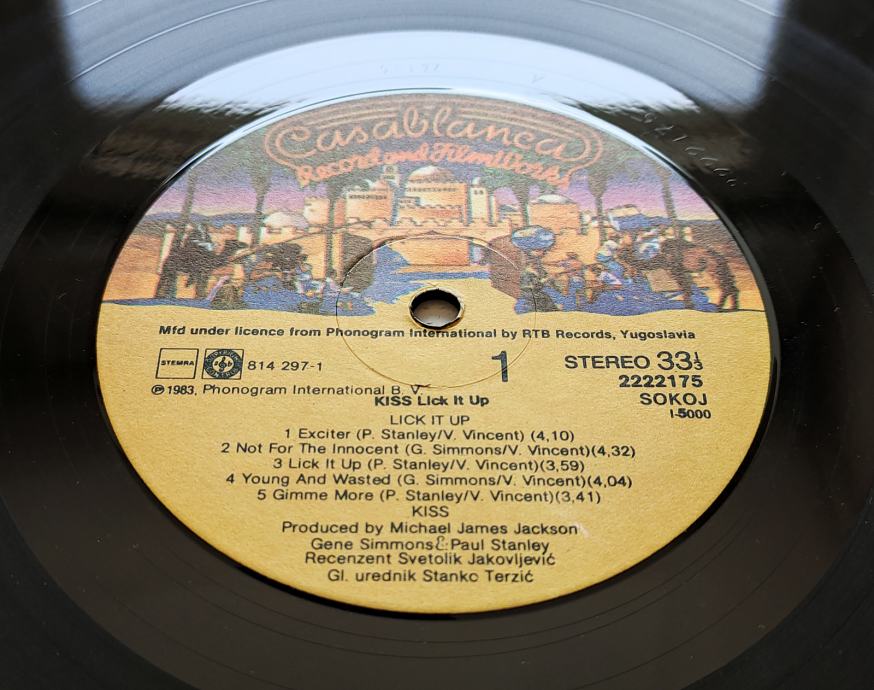 Casablanca
Record and FilmWorks
Mfd under licence from Phonogram International by RTB Records, Yugoslavia
STEMRA 814 297-1 1 STEREO 33⅓
2222175
℗ 1983, Phonogram International B. V. SOKOJ
KISS Lick It Up I-5000
LICK IT UP
1 Exciter (P. Stanley/V. Vincent) (4,10)
2 Not For The Innocent (G. Simmons/V. Vincent)(4,32)
3 Lick It Up (P. Stanley/V. Vincent)(3,59)
4 Young And Wasted (G. Simmons/V. Vincent)(4,04)
5 Gimme More (P. Stanley/V. Vincent)(3,41)
KISS
Produced by Michael James Jackson
Gene Simmons & Paul Stanley
Recenzent Svetolik Jakovljević
Gl. urednik Stanko Terzić